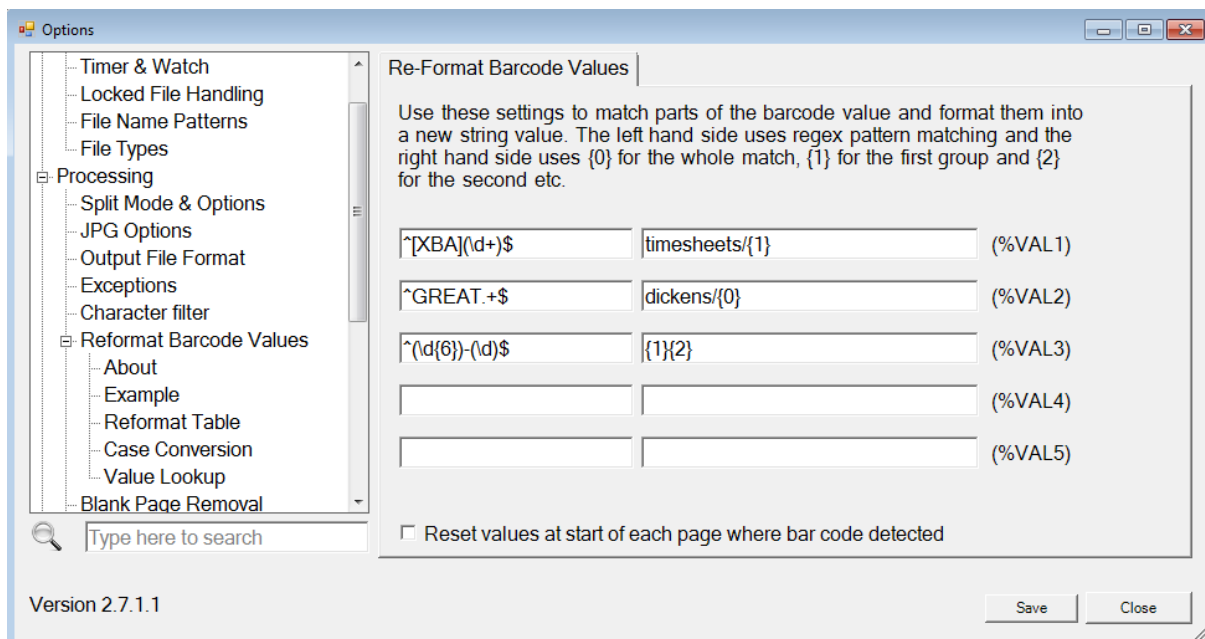 Options
Timer & Watch
Locked File Handling
File Name Patterns
File Types
Processing
Split Mode & Options
JPG Options
Output File Format
Exceptions
Character filter
Reformat Barcode Values
About
Example
Reformat Table
Case Conversion
Value Lookup
Blank Page Removal
Type here to search
Re-Format Barcode Values
Use these settings to match parts of the barcode value and format them into
a new string value. The left hand side uses regex pattern matching and the
right hand side uses {0} for the whole match, {1} for the first group and {2}
for the second etc.
^[XBA](\d+)$ timesheets/{1} (%VAL1)
^GREAT.+$ dickens/{0} (%VAL2)
^(\d{6})-(\d)$ {1}{2} (%VAL3)
(%VAL4)
(%VAL5)
Reset values at start of each page where bar code detected
Version 2.7.1.1
Save Close